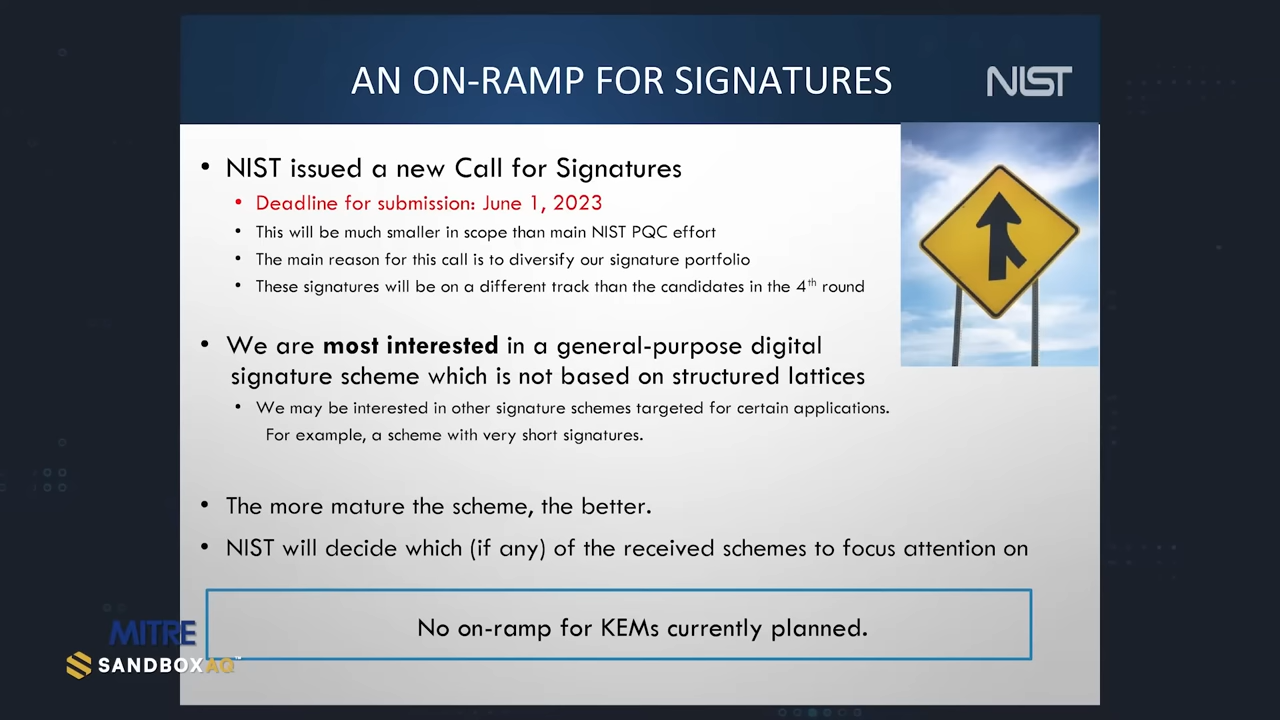 AN ON-RAMP FOR SIGNATURES
NIST
• NIST issued a new Call for Signatures
• Deadline for submission: June 1, 2023
• This will be much smaller in scope than main NIST PQC effort
• The main reason for this call is to diversify our signature portfolio
• These signatures will be on a different track than the candidates in the 4th round
• We are most interested in a general-purpose digital
signature scheme which is not based on structured lattices
• We may be interested in other signature schemes targeted for certain applications.
For example, a scheme with very short signatures.
• The more mature the scheme, the better.
• NIST will decide which (if any) of the received schemes to focus attention on
No on-ramp for KEMs currently planned.
MITRE
SANDBOXAQ™